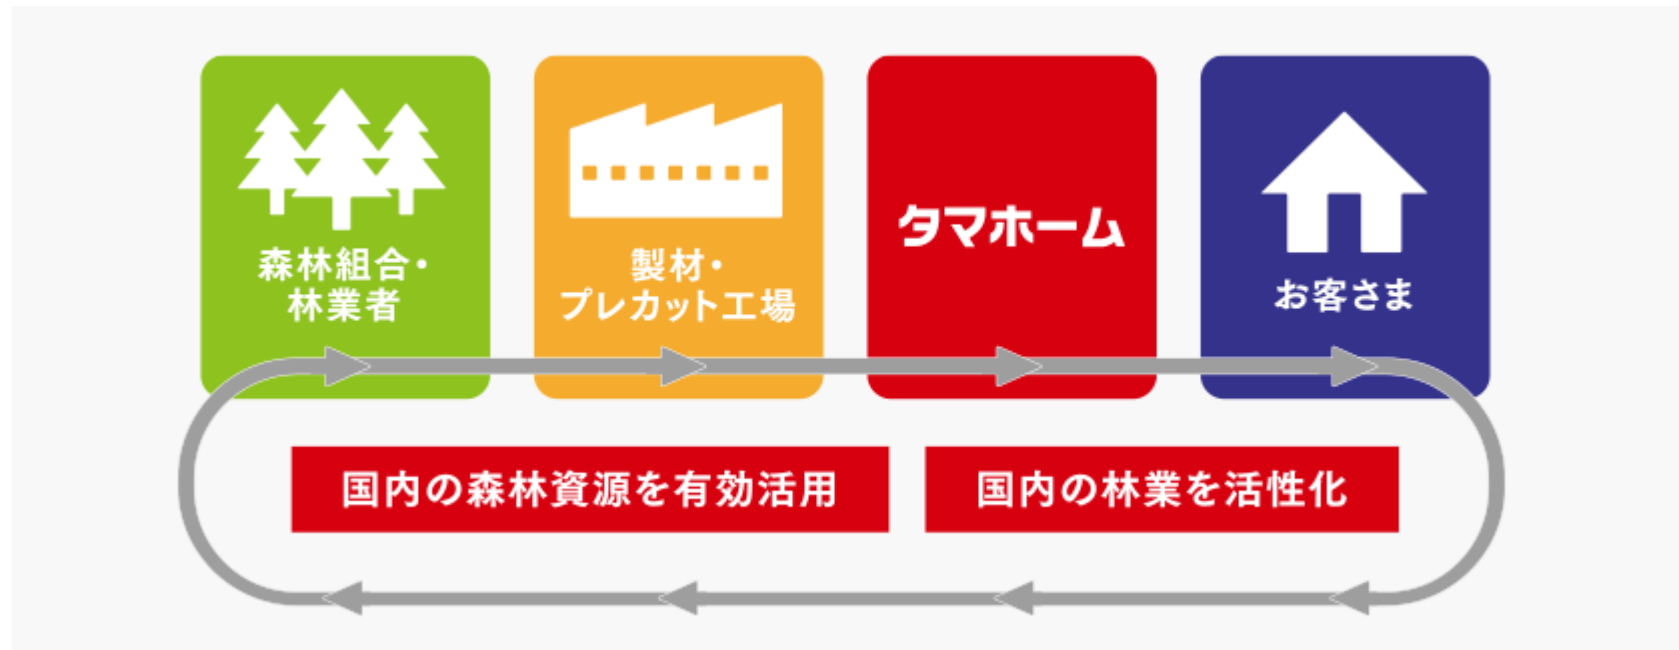 森林組合・
林業者
製材・
プレカット工場
タマホーム
お客さま
国内の森林資源を有効活用
国内の林業を活性化